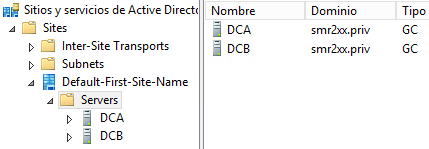 Sitios y servicios de Active Directo
Sites
Inter-Site Transports
Subnets
Default-First-Site-Name
Servers
DCA
DCB
Nombre Dominio Tipo
DCA smr2xx.priv GC
DCB smr2xx.priv GC